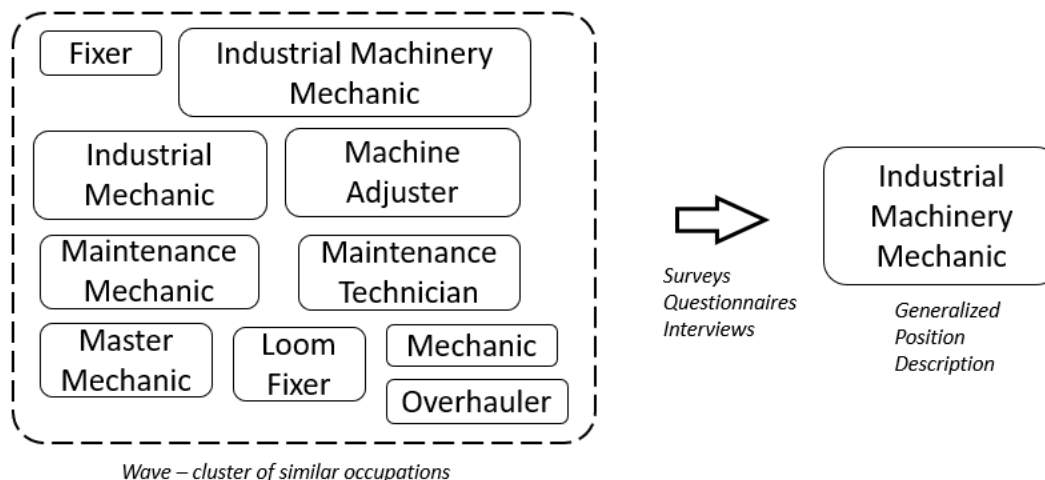 Fixer
Industrial Machinery
Mechanic
Industrial
Mechanic
Machine
Adjuster
Maintenance
Mechanic
Maintenance
Technician
Master
Mechanic
Loom
Fixer
Mechanic
Overhauler
Wave – cluster of similar occupations
Surveys
Questionnaires
Interviews
Industrial
Machinery
Mechanic
Generalized
Position
Description